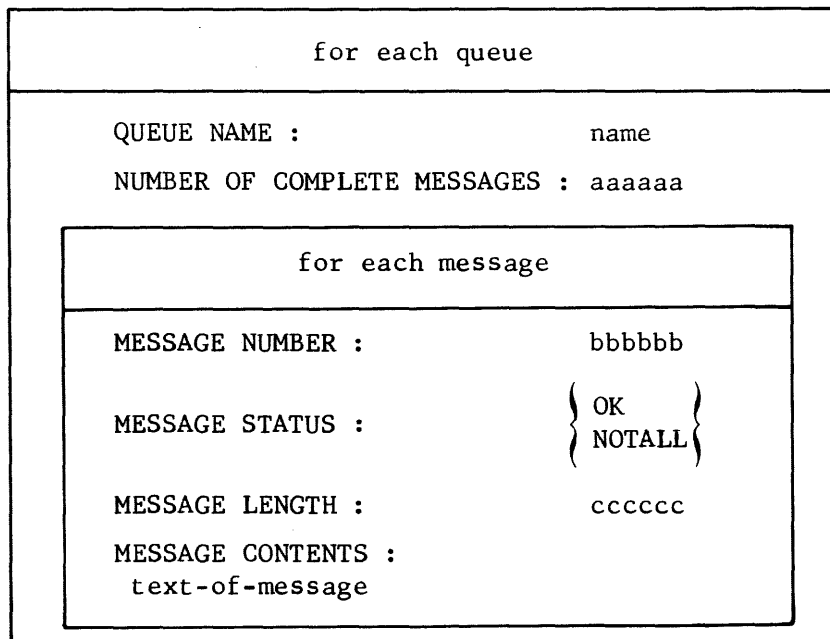 for each queue
QUEUE NAME : name
NUMBER OF COMPLETE MESSAGES : aaaaaa
for each message
MESSAGE NUMBER : bbbbbb
MESSAGE STATUS : { OK
NOTALL }
MESSAGE LENGTH : cccccc
MESSAGE CONTENTS :
text-of-message